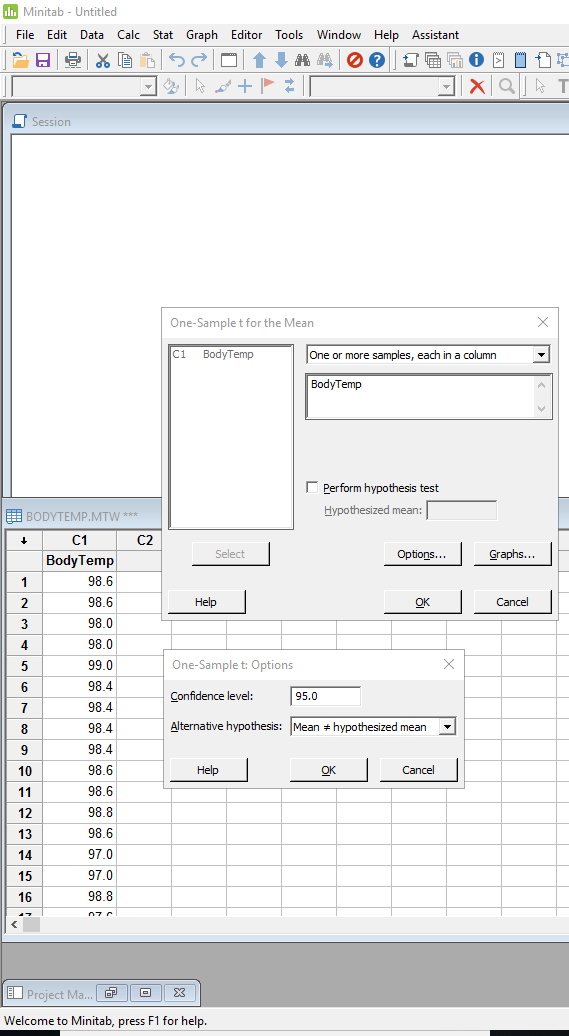 Minitab - Untitled
File Edit Data Calc Stat Graph Editor Tools Window Help Assistant
Session
One-Sample t for the Mean
C1 BodyTemp
One or more samples, each in a column
BodyTemp
Perform hypothesis test
Hypothesized mean:
Select Options... Graphs...
Help OK Cancel
BODYTEMP.MTW ***
C1 C2
BodyTemp
1 98.6
2 98.6
3 98.0
4 98.0
5 99.0
6 98.4
7 98.4
8 98.4
9 98.4
10 98.6
11 98.6
12 98.8
13 98.6
14 97.0
15 97.0
16 98.8
17 97.6
One-Sample t: Options
Confidence level: 95.0
Alternative hypothesis: Mean ≠ hypothesized mean
Help OK Cancel
Project Ma...
Welcome to Minitab, press F1 for help.